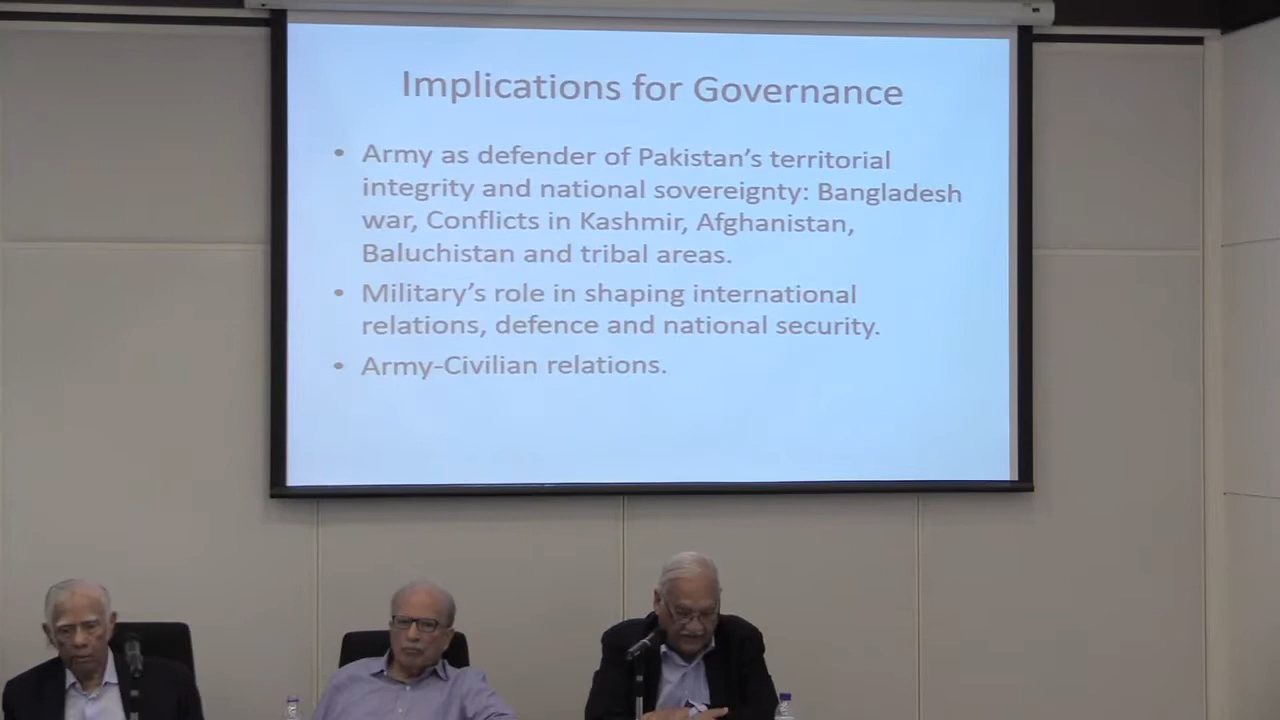 Implications for Governance
• Army as defender of Pakistan's territorial
integrity and national sovereignty: Bangladesh
war, Conflicts in Kashmir, Afghanistan,
Baluchistan and tribal areas.
• Military's role in shaping international
relations, defence and national security.
• Army-Civilian relations.